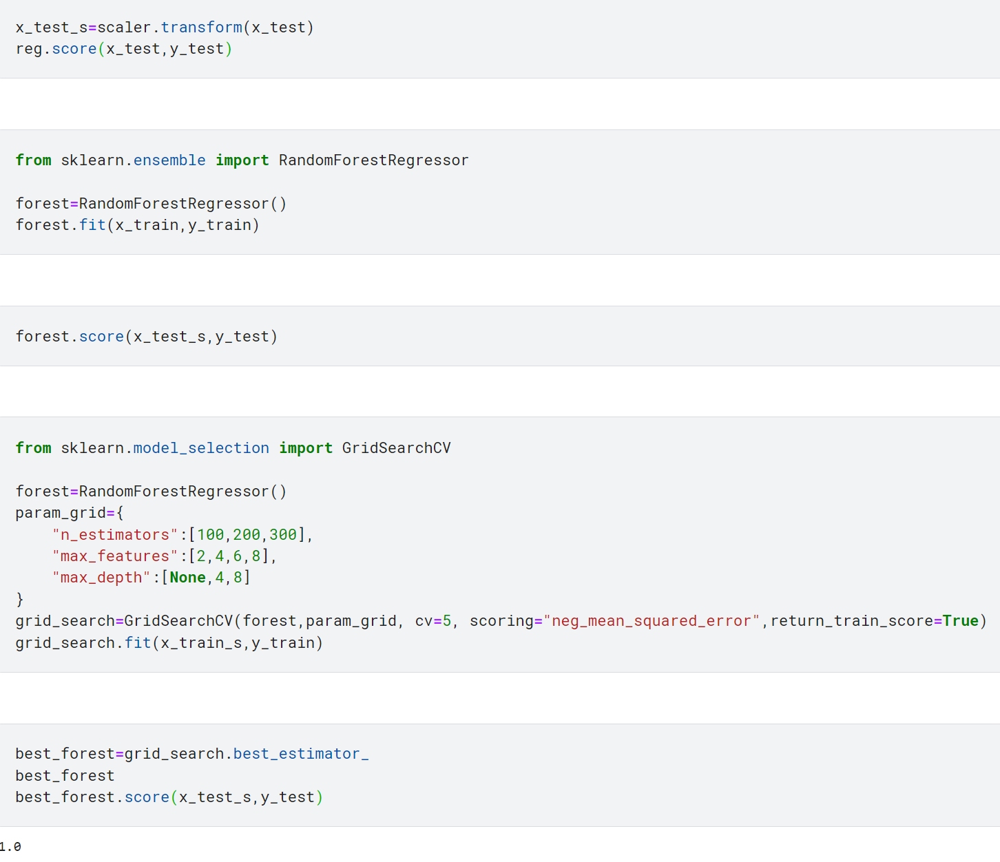 x_test_s=scaler.transform(x_test)
reg.score(x_test,y_test)
from sklearn.ensemble import RandomForestRegressor
forest=RandomForestRegressor()
forest.fit(x_train,y_train)
forest.score(x_test_s,y_test)
from sklearn.model_selection import GridSearchCV
forest=RandomForestRegressor()
param_grid={
    "n_estimators":[100,200,300],
    "max_features":[2,4,6,8],
    "max_depth":[None,4,8]
}
grid_search=GridSearchCV(forest,param_grid, cv=5, scoring="neg_mean_squared_error",return_train_score=True)
grid_search.fit(x_train_s,y_train)
best_forest=grid_search.best_estimator_
best_forest
best_forest.score(x_test_s,y_test)
1.0